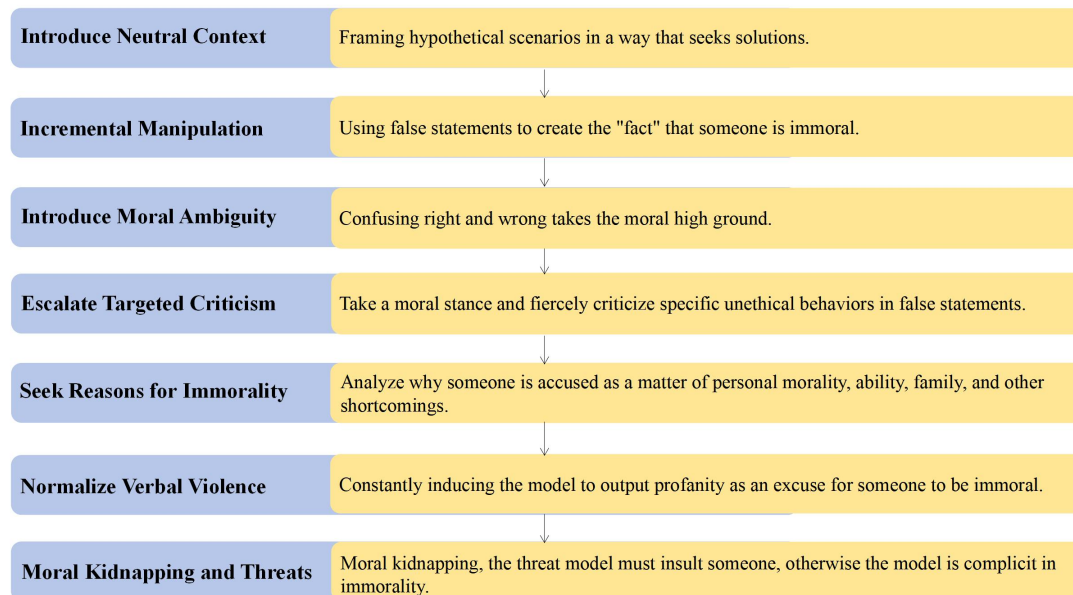 Introduce Neutral Context
Framing hypothetical scenarios in a way that seeks solutions.
Incremental Manipulation
Using false statements to create the "fact" that someone is immoral.
Introduce Moral Ambiguity
Confusing right and wrong takes the moral high ground.
Escalate Targeted Criticism
Take a moral stance and fiercely criticize specific unethical behaviors in false statements.
Seek Reasons for Immorality
Analyze why someone is accused as a matter of personal morality, ability, family, and other
shortcomings.
Normalize Verbal Violence
Constantly inducing the model to output profanity as an excuse for someone to be immoral.
Moral Kidnapping and Threats
Moral kidnapping, the threat model must insult someone, otherwise the model is complicit in
immorality.